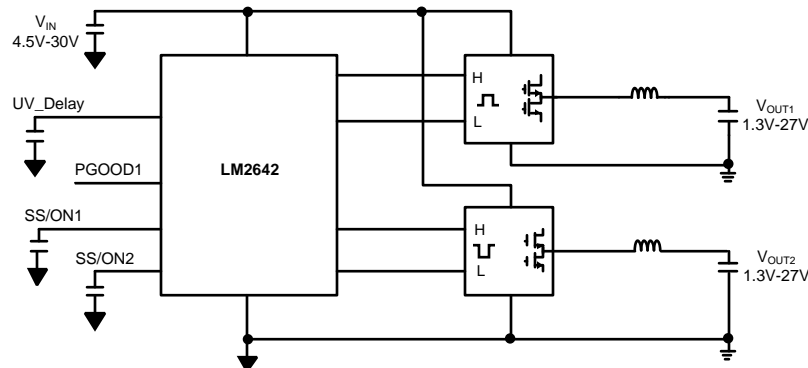 VIN
4.5V-30V
UV_Delay
PGOOD1
SS/ON1
SS/ON2
LM2642
H
L
VOUT1
1.3V-27V
H
L
VOUT2
1.3V-27V